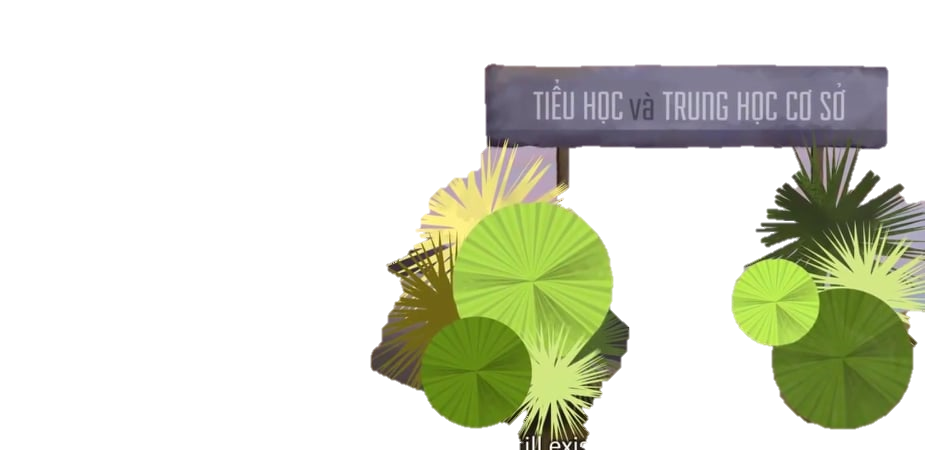 TIỂU HỌC và TRUNG HỌC CƠ SỞ